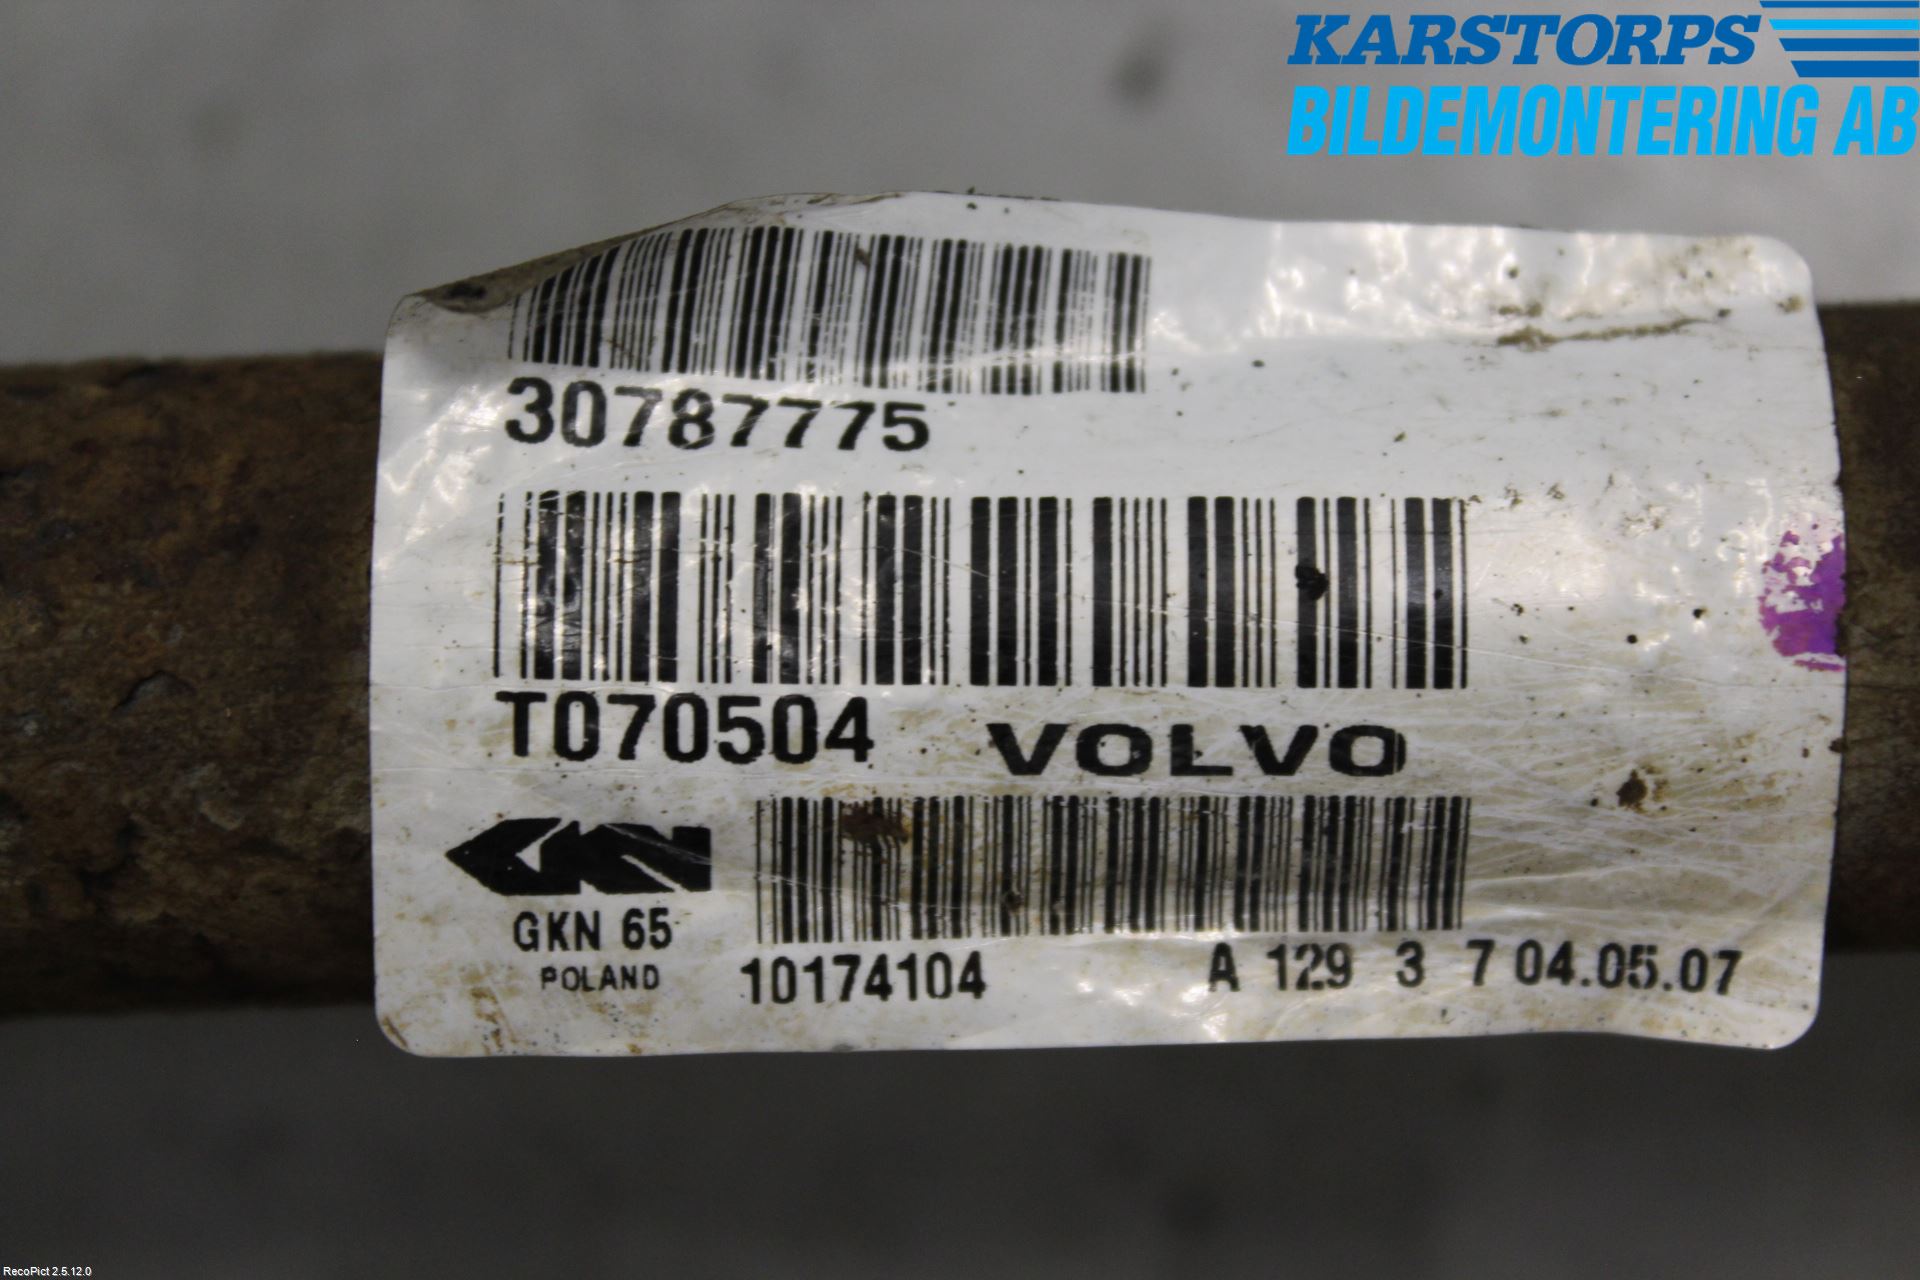 KARSTORPS
BILDEMONTERING AB
30787775
T070504 VOLVO
GKN
GKN 65
POLAND
10174104 A 129 3 7 04.05.07
RecoPict 2.5.12.0